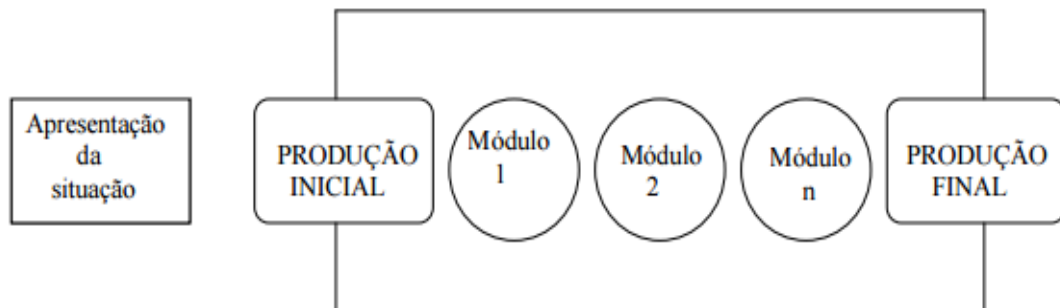 Apresentação
da
situação
PRODUÇÃO
INICIAL
Módulo
1
Módulo
2
Módulo
n
PRODUÇÃO
FINAL